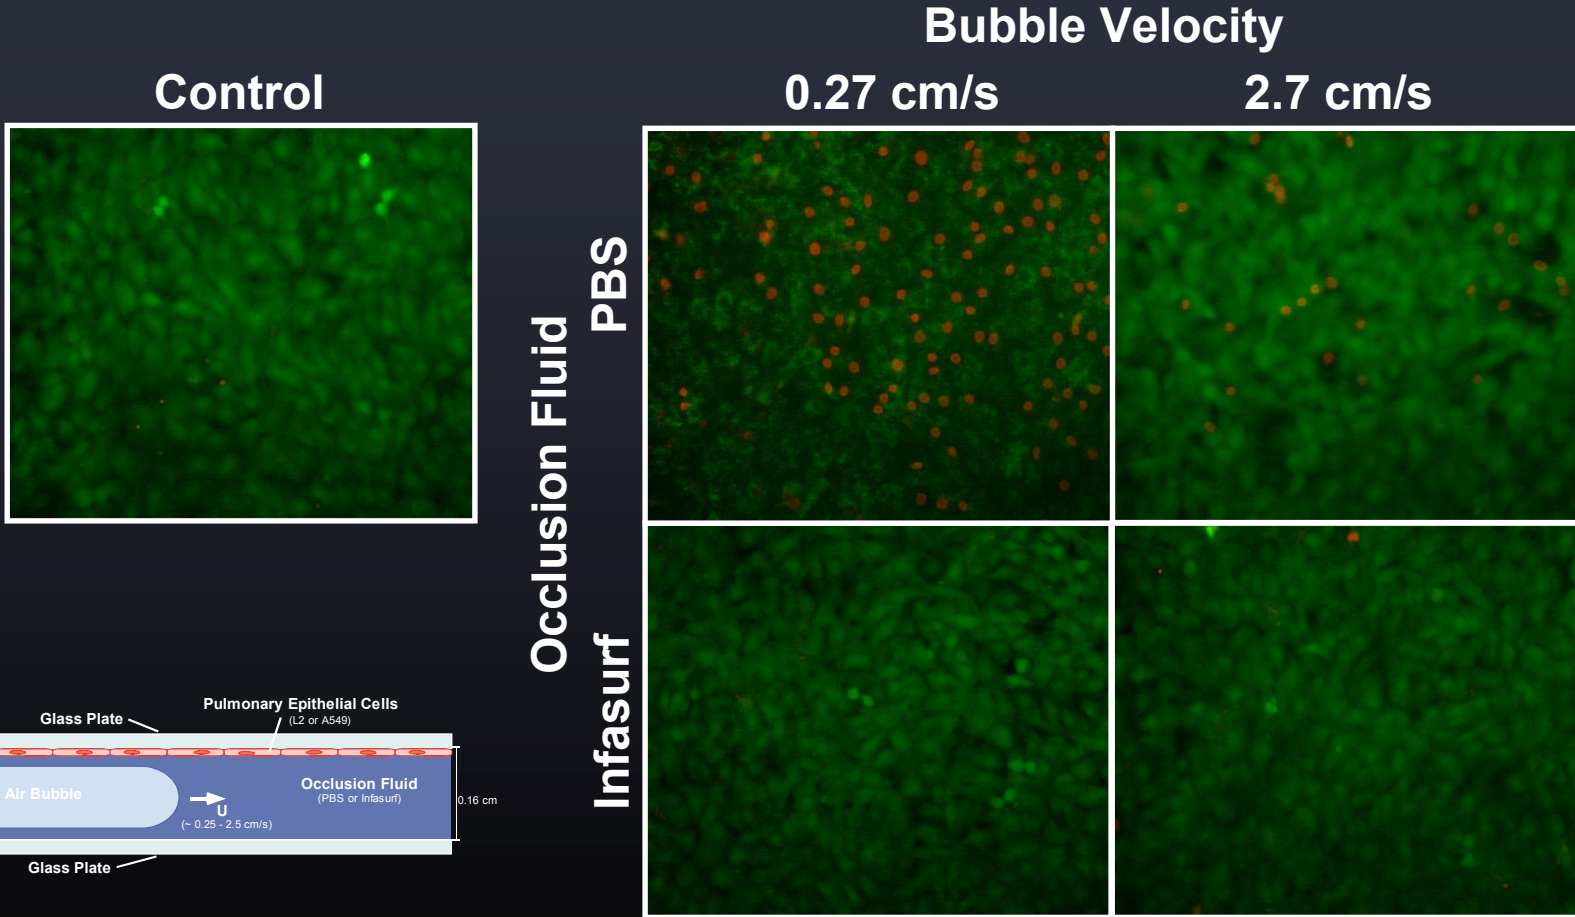 Bubble Velocity
Control
0.27 cm/s
2.7 cm/s
Occlusion Fluid
PBS
Infasurf
Pulmonary Epithelial Cells
(L2 or A549)
Glass Plate
Air Bubble
U
(~ 0.25 - 2.5 cm/s)
Occlusion Fluid
(PBS or Infasurf)
0.16 cm
Glass Plate